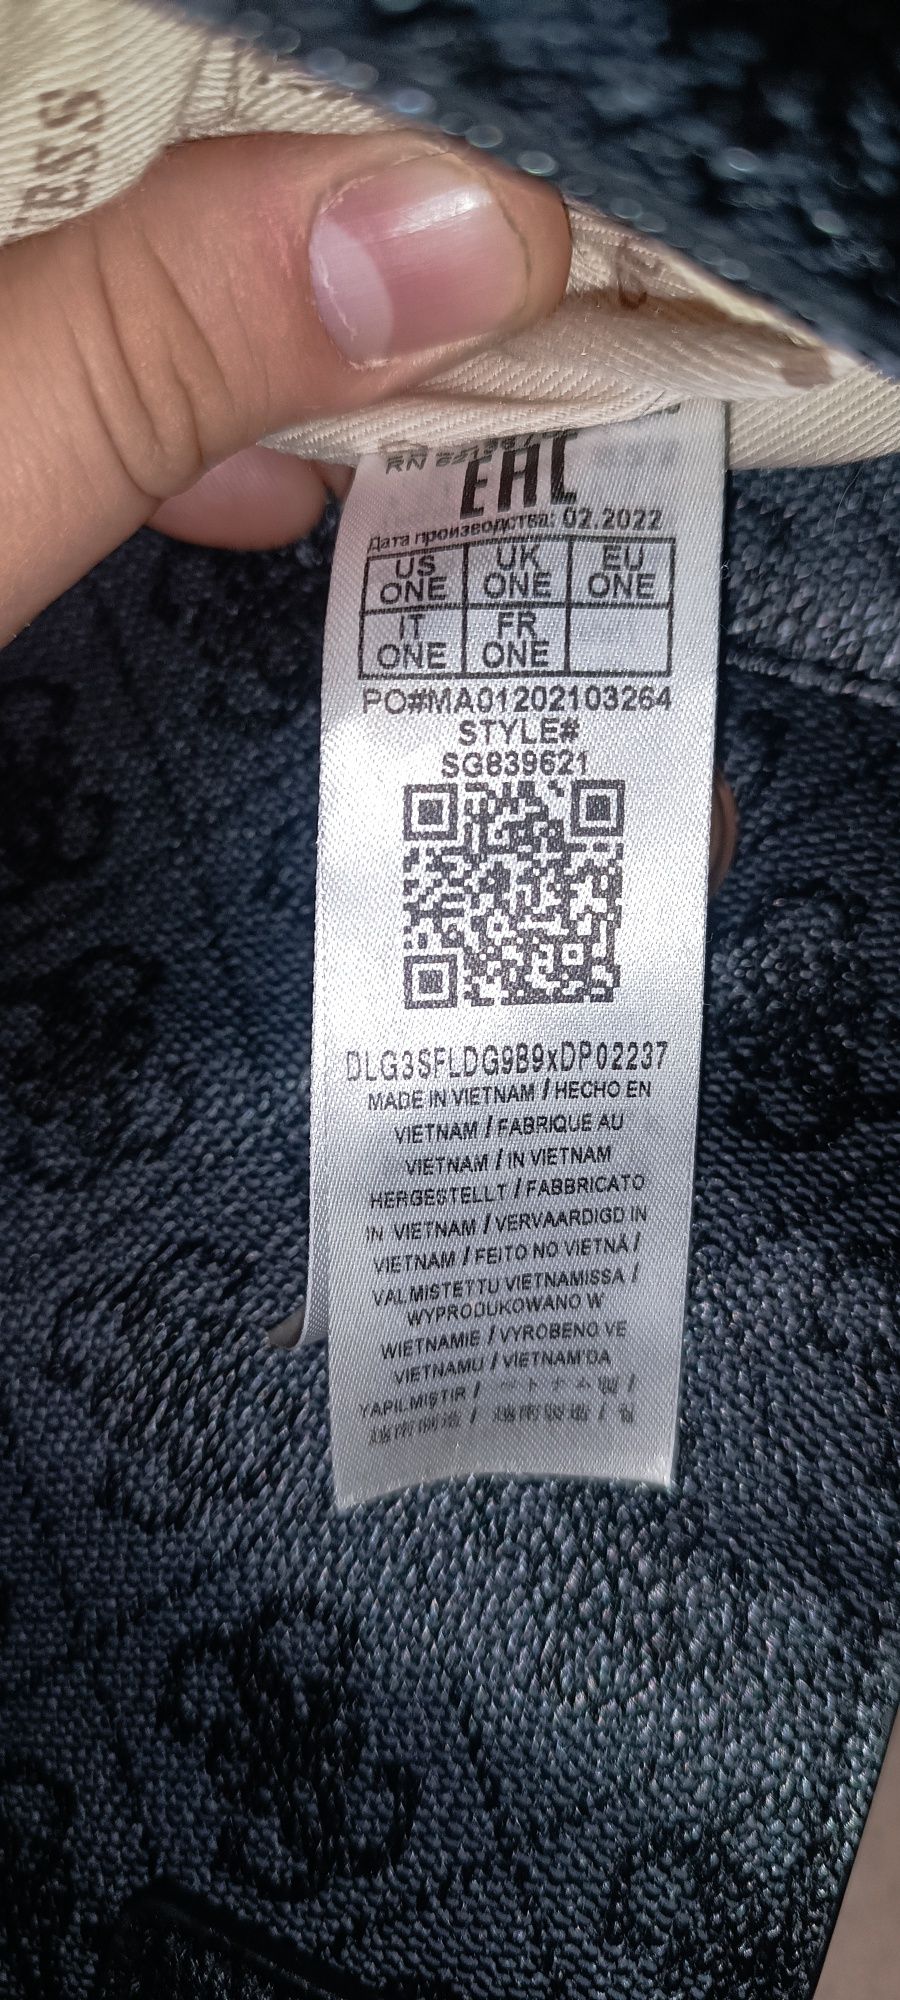 EAC
Дата производства: 02.2022
US ONE UK ONE EU ONE
IT ONE FR ONE
PO#MA01202103264
STYLE#
SG839621
DLG3SFLDG9B9xDP02237
MADE IN VIETNAM / HECHO EN
VIETNAM / FABRIQUE AU
VIETNAM / IN VIETNAM
HERGESTELLT / FABBRICATO
IN VIETNAM / VERVAARDIGD IN
VIETNAM / FEITO NO VIETNÃ /
VALMISTETTU VIETNAMISSA /
WYPRODUKOWANO W
WIETNAMIE / VYROBENO VE
VIETNAMU / VIETNAM'DA
YAPILMIŞTIR /